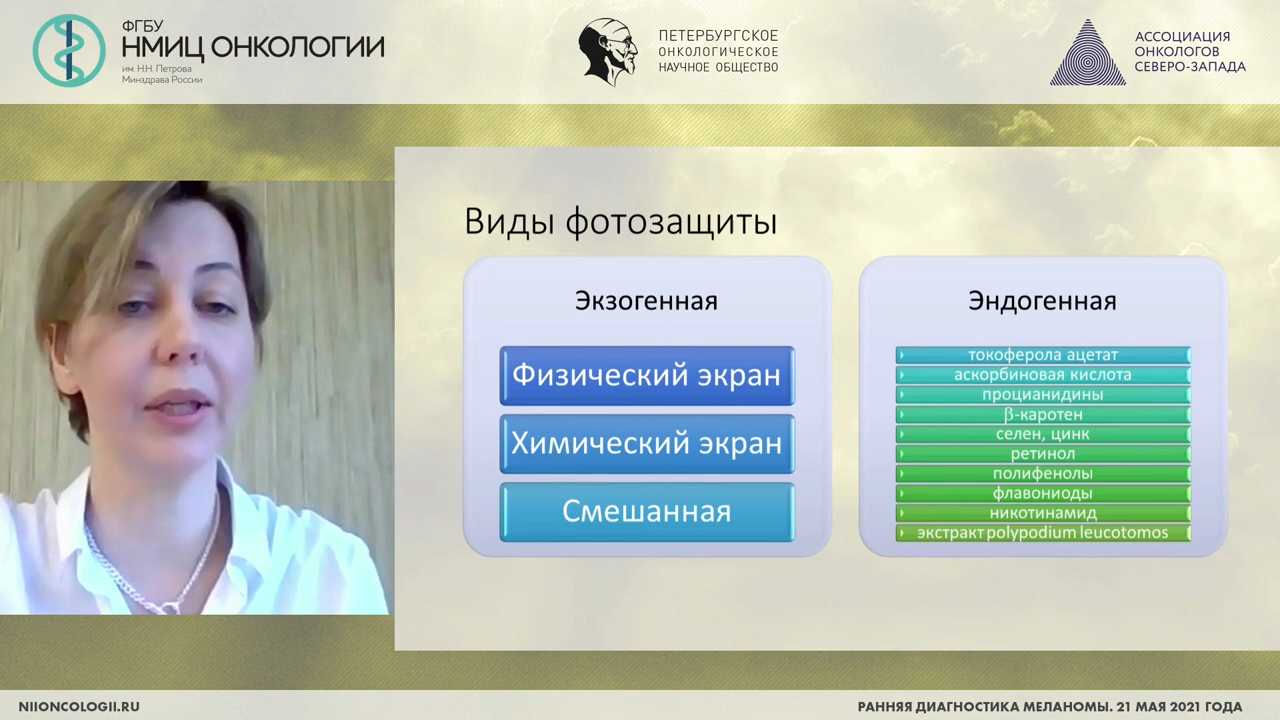 ФГБУ
НМИЦ ОНКОЛОГИИ
им. Н.Н. Петрова
Минздрава России
ПЕТЕРБУРГСКОЕ
ОНКОЛОГИЧЕСКОЕ
НАУЧНОЕ ОБЩЕСТВО
АССОЦИАЦИЯ
ОНКОЛОГОВ
СЕВЕРО-ЗАПАДА
Виды фотозащиты
Экзогенная
Физический экран
Химический экран
Смешанная
Эндогенная
токоферола ацетат
аскорбиновая кислота
процианидины
β-каротен
селен, цинк
ретинол
полифенолы
флавониоды
никотинамид
экстракт polypodium leucotomos
NIIONCOLOGII.RU
РАННЯЯ ДИАГНОСТИКА МЕЛАНОМЫ. 21 МАЯ 2021 ГОДА